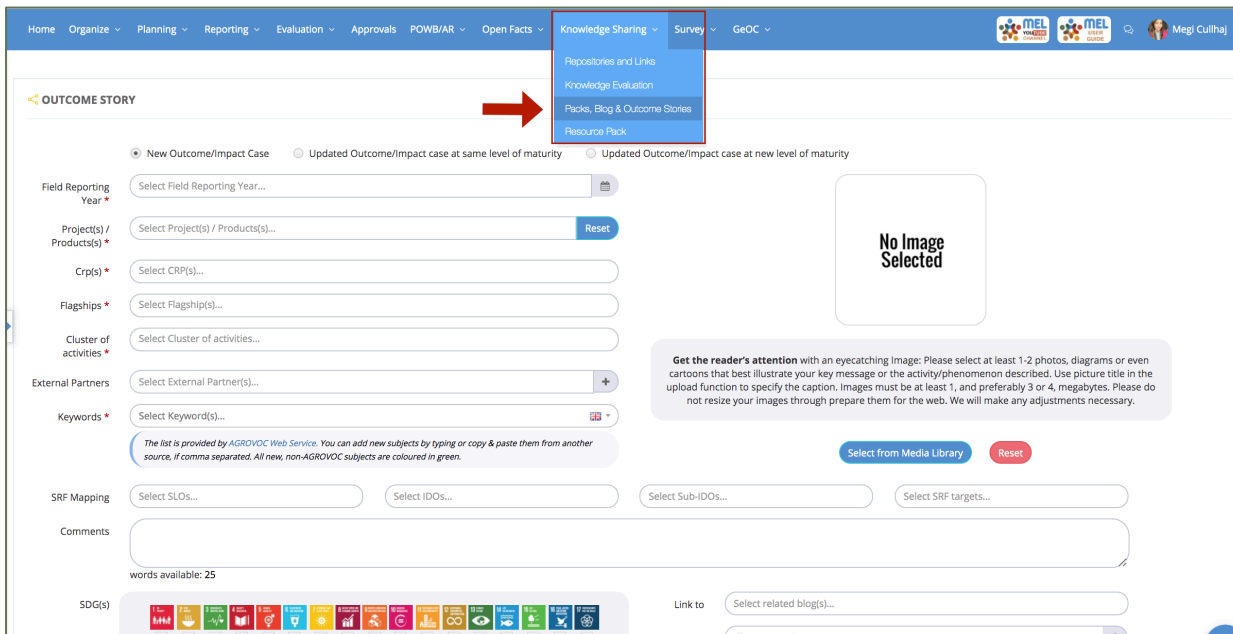 Home Organize Planning Reporting Evaluation Approvals POWB/AR Open Facts Knowledge Sharing Survey GeOC MEL YOUTUBE CHANNEL MEL USER GUIDE Megi Cullhaj
Repositories and Links
Knowledge Evaluation
Packs, Blog & Outcome Stories
Resource Pack
OUTCOME STORY
New Outcome/Impact Case Updated Outcome/Impact case at same level of maturity Updated Outcome/Impact case at new level of maturity
Field Reporting Year * Select Field Reporting Year...
Project(s) / Products(s) * Select Project(s) / Products(s)... Reset
Crp(s) * Select CRP(s)...
Flagships * Select Flagship(s)...
Cluster of activities * Select Cluster of activities...
External Partners Select External Partner(s)... +
Keywords * Select Keyword(s)...
The list is provided by AGROVOC Web Service. You can add new subjects by typing or copy & paste them from another
source, if comma separated. All new, non-AGROVOC subjects are coloured in green.
No Image
Selected
Get the reader's attention with an eyecatching Image: Please select at least 1-2 photos, diagrams or even
cartoons that best illustrate your key message or the activity/phenomenon described. Use picture title in the
upload function to specify the caption. Images must be at least 1, and preferably 3 or 4, megabytes. Please do
not resize your images through prepare them for the web. We will make any adjustments necessary.
Select from Media Library Reset
SRF Mapping Select SLOs... Select IDOs... Select Sub-IDOs... Select SRF targets...
Comments
words available: 25
SDG(s)
Link to Select related blog(s)...